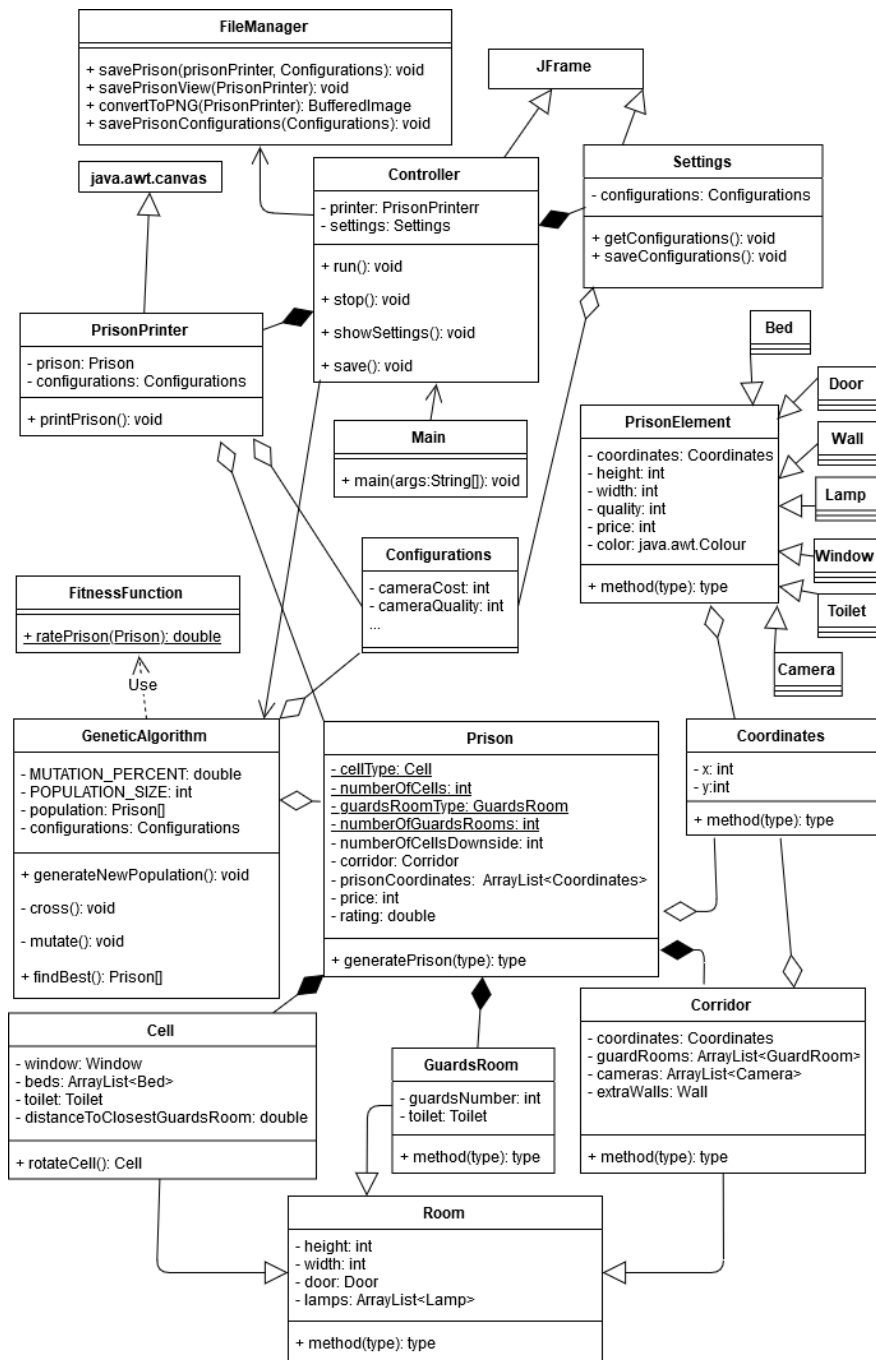 FileManager
+ savePrison(prisonPrinter, Configurations): void
+ savePrisonView(PrisonPrinter): void
+ convertToPNG(PrisonPrinter): BufferedImage
+ savePrisonConfigurations(Configurations): void
JFrame
java.awt.canvas
Controller
- printer: PrisonPrinterr
- settings: Settings
+ run(): void
+ stop(): void
+ showSettings(): void
+ save(): void
Settings
- configurations: Configurations
+ getConfigurations(): void
+ saveConfigurations(): void
PrisonPrinter
- prison: Prison
- configurations: Configurations
+ printPrison(): void
Main
+ main(args:String[]): void
Bed
Door
Wall
Lamp
Window
Toilet
Camera
PrisonElement
- coordinates: Coordinates
- height: int
- width: int
- quality: int
- price: int
- color: java.awt.Colour
+ method(type): type
Configurations
- cameraCost: int
- cameraQuality: int
...
FitnessFunction
+ ratePrison(Prison): double
Use
GeneticAlgorithm
- MUTATION_PERCENT: double
- POPULATION_SIZE: int
- population: Prison[]
- configurations: Configurations
+ generateNewPopulation(): void
- cross(): void
- mutate(): void
+ findBest(): Prison[]
Prison
- cellType: Cell
- numberOfCells: int
- guardsRoomType: GuardsRoom
- numberOfGuardsRooms: int
- numberOfCellsDownside: int
- corridor: Corridor
- prisonCoordinates: ArrayList<Coordinates>
- price: int
- rating: double
+ generatePrison(type): type
Coordinates
- x: int
- y:int
+ method(type): type
Cell
- window: Window
- beds: ArrayList<Bed>
- toilet: Toilet
- distanceToClosestGuardsRoom: double
+ rotateCell(): Cell
GuardsRoom
- guardsNumber: int
- toilet: Toilet
+ method(type): type
Corridor
- coordinates: Coordinates
- guardRooms: ArrayList<GuardRoom>
- cameras: ArrayList<Camera>
- extraWalls: Wall
+ method(type): type
Room
- height: int
- width: int
- door: Door
- lamps: ArrayList<Lamp>
+ method(type): type